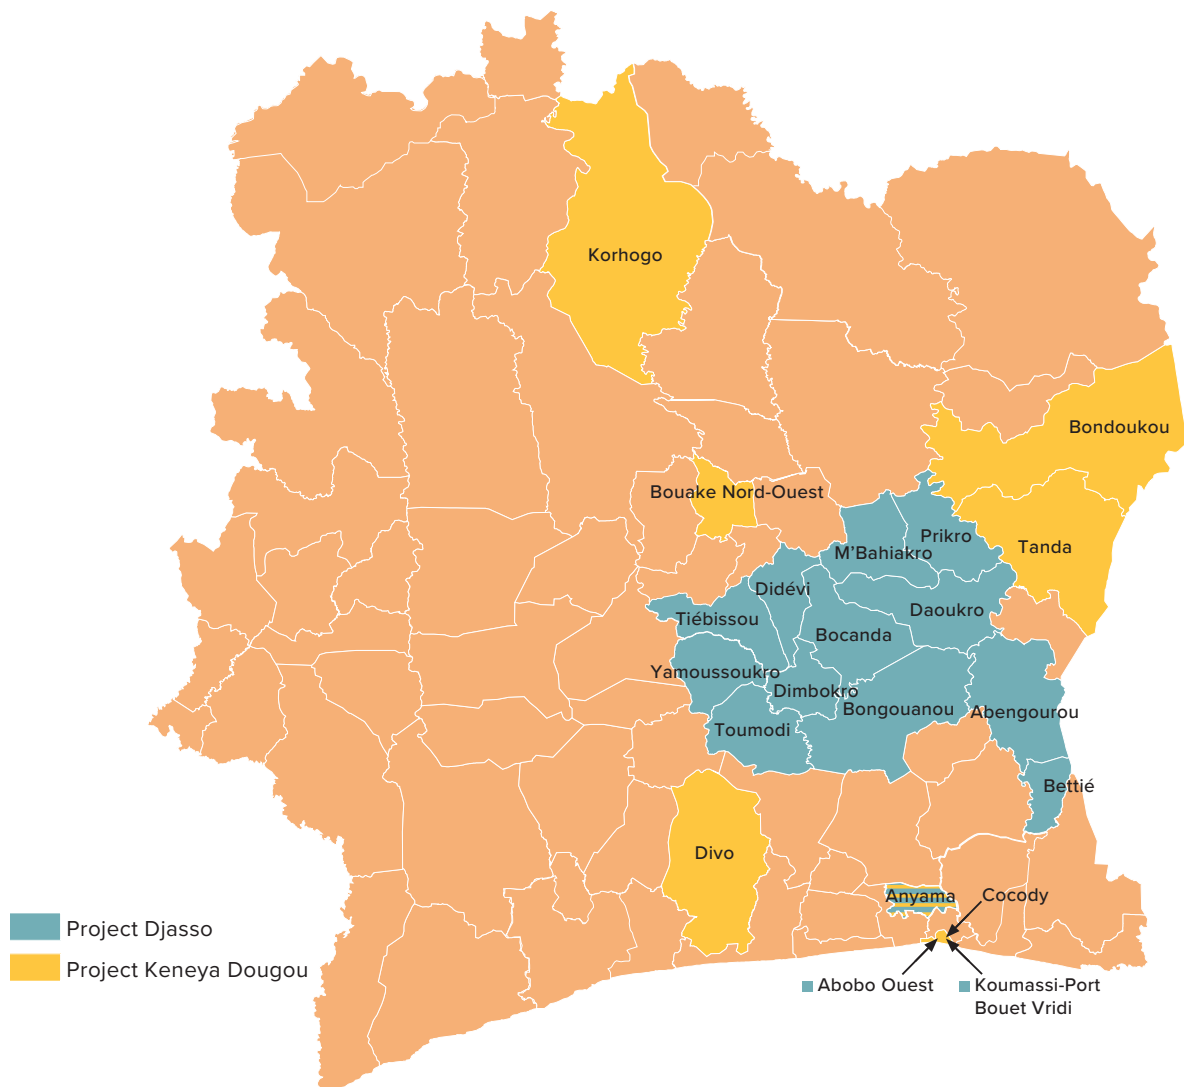 Korhogo
Bondoukou
Bouake Nord-Ouest
Prikro
Tanda
M'Bahiakro
Didévi
Daoukro
Tiébissou
Bocanda
Yamoussoukro
Dimbokro
Bongouanou
Abengourou
Toumodi
Bettié
Divo
Anyama
Cocody
Project Djasso
Project Keneya Dougou
Abobo Ouest
Koumassi-Port
Bouet Vridi